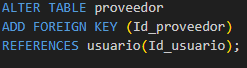 ALTER TABLE proveedor
ADD FOREIGN KEY (Id_proveedor)
REFERENCES usuario(Id_usuario);